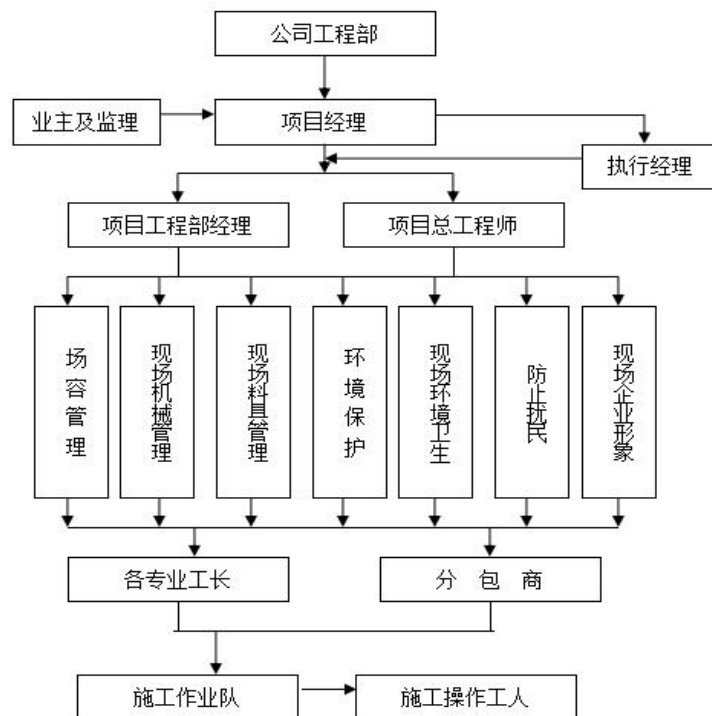 公司工程部
业主及监理
项目经理
执行经理
项目工程部经理
项目总工程师
场容管理
现场机械管理
现场料具管理
环境保护
现场环境卫生
防止扰民
现场企业形象
各专业工长
分 包 商
施工作业队
施工操作工人